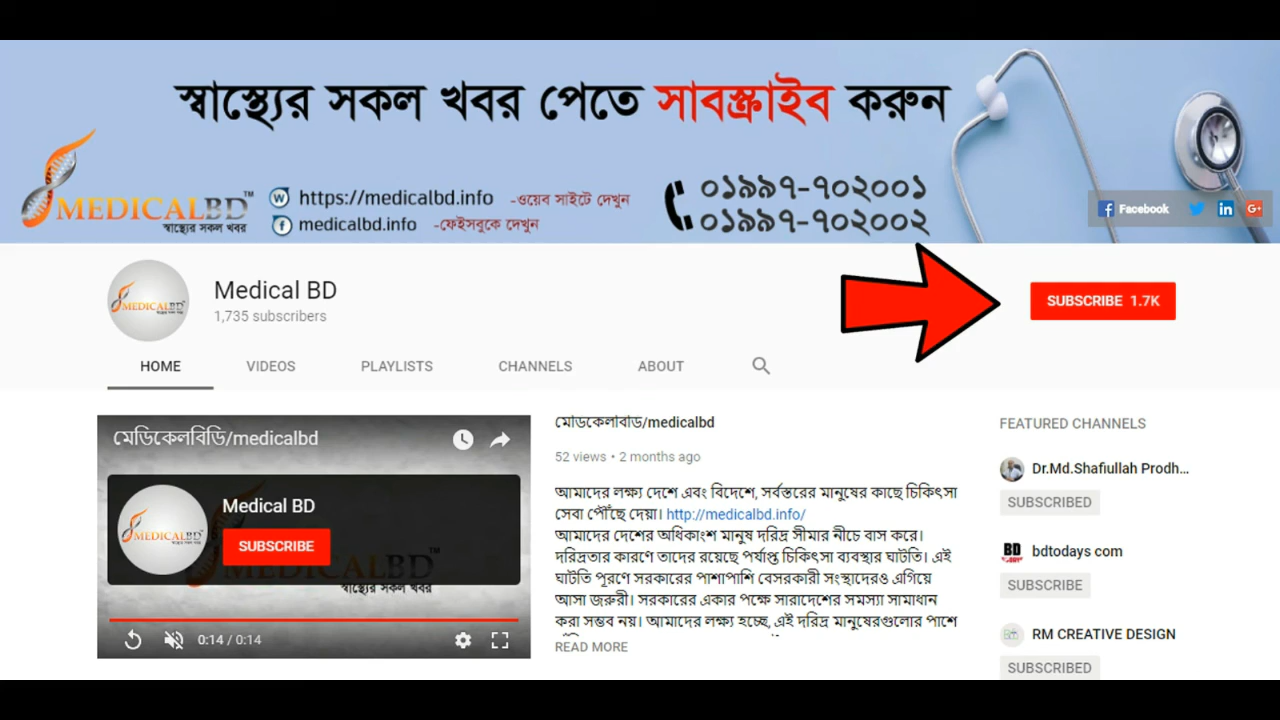 স্বাস্থ্যের সকল খবর পেতে সাবস্ক্রাইব করুন
MEDICALBD™
স্বাস্থ্যের সকল খবর
https://medicalbd.info -ওয়েব সাইটে দেখুন
medicalbd.info -ফেইসবুকে দেখুন
০১৯৯৭-৭০২০০১
০১৯৯৭-৭০২০০২
Facebook
Medical BD
1,735 subscribers
SUBSCRIBE 1.7K
HOME VIDEOS PLAYLISTS CHANNELS ABOUT
মেডিকেলবিডি/medicalbd
Medical BD
SUBSCRIBE
স্বাস্থ্যের সকল খবর
0:14 / 0:14
মেডিকেলবিডি/medicalbd
52 views • 2 months ago
আমাদের লক্ষ্য দেশে এবং বিদেশে, সর্বস্তরের মানুষের কাছে চিকিৎসা
সেবা পৌঁছে দেয়া। http://medicalbd.info/
আমাদের দেশের অধিকাংশ মানুষ দরিদ্র সীমার নীচে বাস করে।
দরিদ্রতার কারণে তাদের রয়েছে পর্যাপ্ত চিকিৎসা ব্যবস্থার ঘাটতি। এই
ঘাটতি পূরণে সরকারের পাশাপাশি বেসরকারী সংস্থাদেরও এগিয়ে
আসা জরুরী। সরকারের একার পক্ষে সারাদেশের সমস্যা সামাধান
করা সম্ভব নয়। আমাদের লক্ষ্য হচ্ছে, এই দরিদ্র মানুষেরগুলোর পাশে
READ MORE
FEATURED CHANNELS
Dr.Md.Shafiullah Prodh...
SUBSCRIBED
bdtodays com
SUBSCRIBED
RM CREATIVE DESIGN
SUBSCRIBED